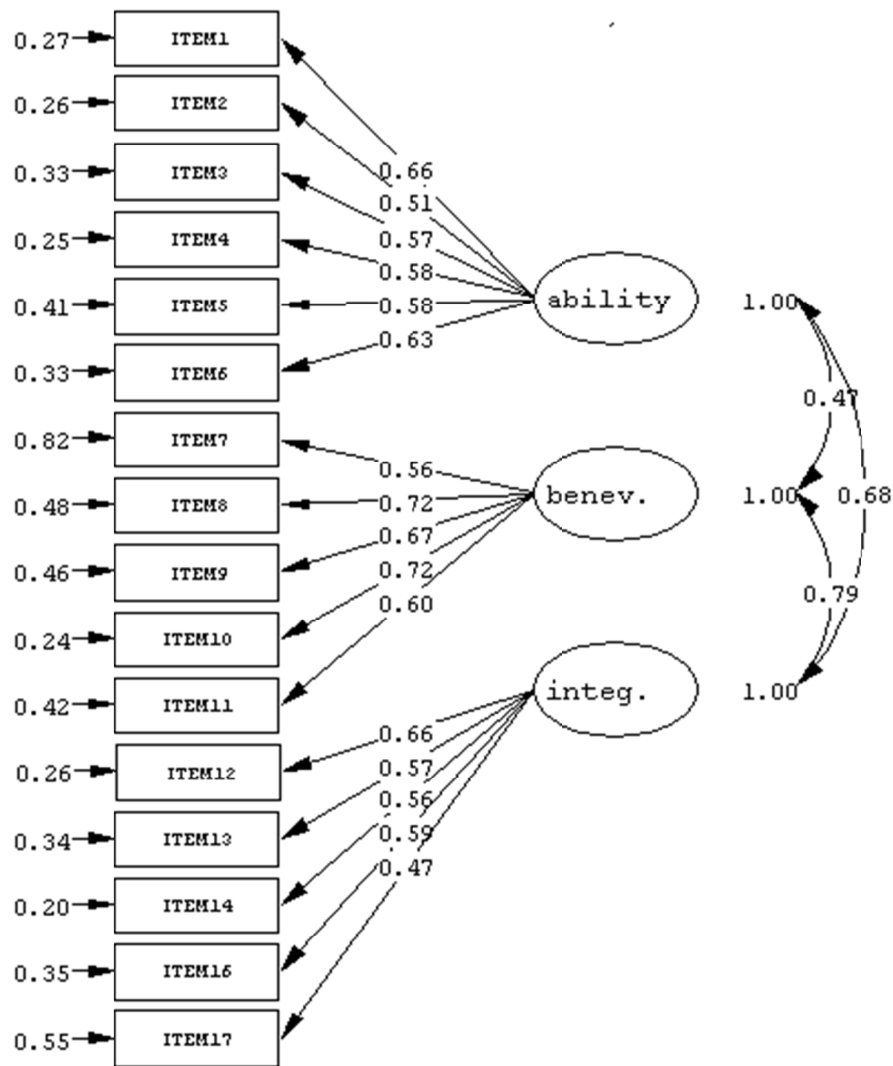 0.27 ITEM1
0.26 ITEM2
0.33 ITEM3 0.66
0.51
0.25 ITEM4 0.57
0.58
0.41 ITEM5 0.58 ability 1.00
0.33 ITEM6 0.63
0.47
0.82 ITEM7
0.56
0.48 ITEM8 0.72 benev. 1.00 0.68
0.67
0.46 ITEM9 0.72
0.60 0.79
0.24 ITEM10
0.42 ITEM11 integ. 1.00
0.66
0.26 ITEM12 0.57
0.56
0.34 ITEM13 0.59
0.47
0.20 ITEM14
0.35 ITEM16
0.55 ITEM17